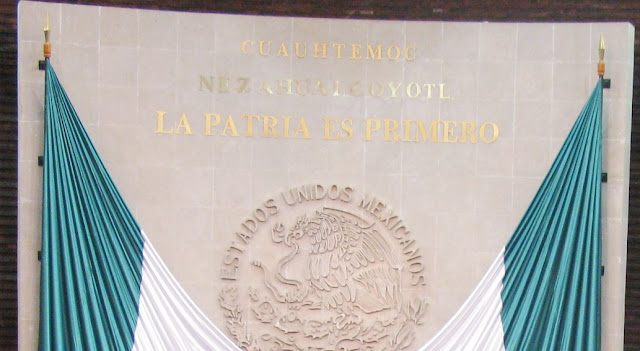 CUAUHTEMOC
NEZAHUALCOYOTL
LA PATRIA ES PRIMERO
ESTADOS UNIDOS MEXICANOS